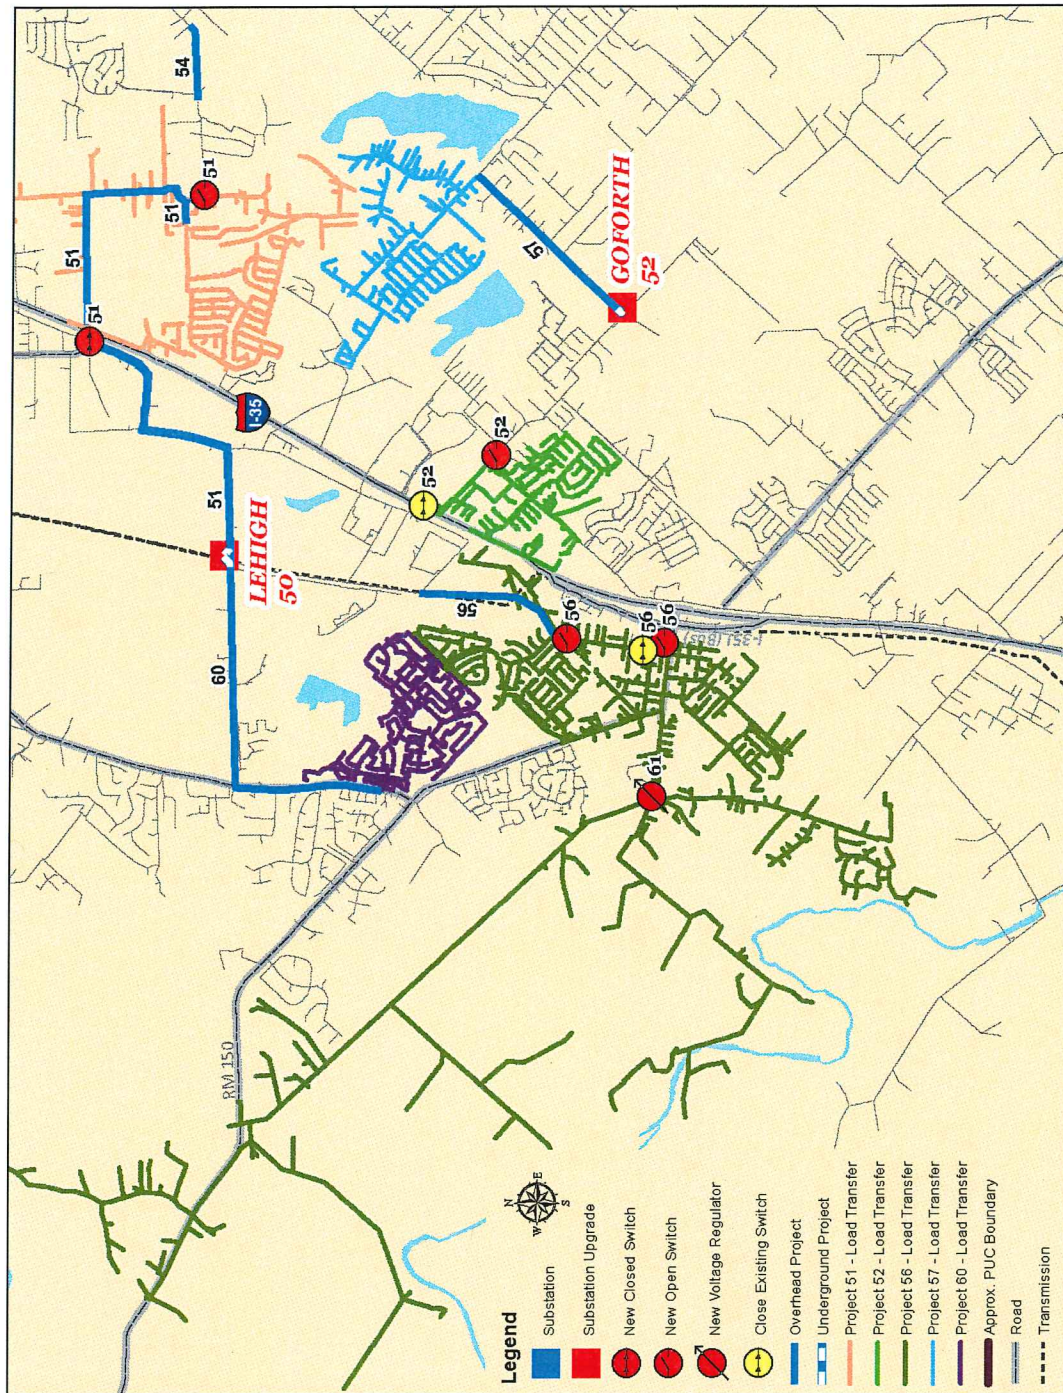 54
51
51
51
51
57
GOFORTH
52
I-35
51
LEHIGH
50
52
52
56
56
56
56
I-35J (BUS)
60
61
RM 150
N
W
E
S
Legend
Substation
Substation Upgrade
New Closed Switch
New Open Switch
New Voltage Regulator
Close Existing Switch
Overhead Project
Underground Project
Project 51 - Load Transfer
Project 52 - Load Transfer
Project 56 - Load Transfer
Project 57 - Load Transfer
Project 60 - Load Transfer
Approx. PUC Boundary
Road
Transmission